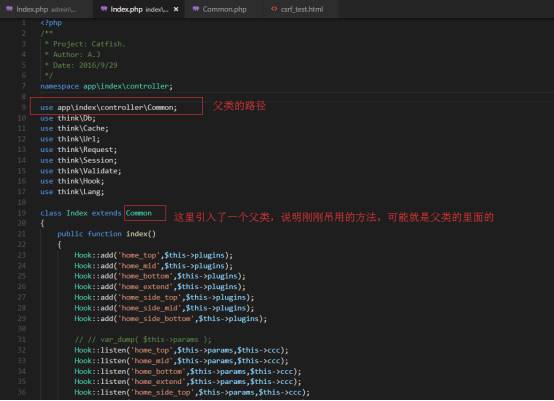 Index.php admin\... Index.php index\... × Common.php <> csrf_test.html
1 <?php
2 /**
3 * Project: Catfish.
4 * Author: A.J
5 * Date: 2016/9/29
6 */
7 namespace app\index\controller;
8
9 use app\index\controller\Common; 父类的路径
10 use think\Db;
11 use think\Cache;
12 use think\Url;
13 use think\Request;
14 use think\Session;
15 use think\Validate;
16 use think\Hook;
17 use think\Lang;
18
19 class Index extends Common 这里引入了一个父类，说明刚刚吊用的方法，可能就是父类的里面的
20 {
21 public function index()
22 {
23 Hook::add('home_top',$this->plugins);
24 Hook::add('home_mid',$this->plugins);
25 Hook::add('home_bottom',$this->plugins);
26 Hook::add('home_extend',$this->plugins);
27 Hook::add('home_side_top',$this->plugins);
28 Hook::add('home_side_mid',$this->plugins);
29 Hook::add('home_side_bottom',$this->plugins);
30
31 // // var_dump( $this->params );
32 Hook::listen('home_top',$this->params,$this->ccc);
33 Hook::listen('home_mid',$this->params,$this->ccc);
34 Hook::listen('home_bottom',$this->params,$this->ccc);
35 Hook::listen('home_extend',$this->params,$this->ccc);
36 Hook::listen('home_side_top',$this->params,$this->ccc);